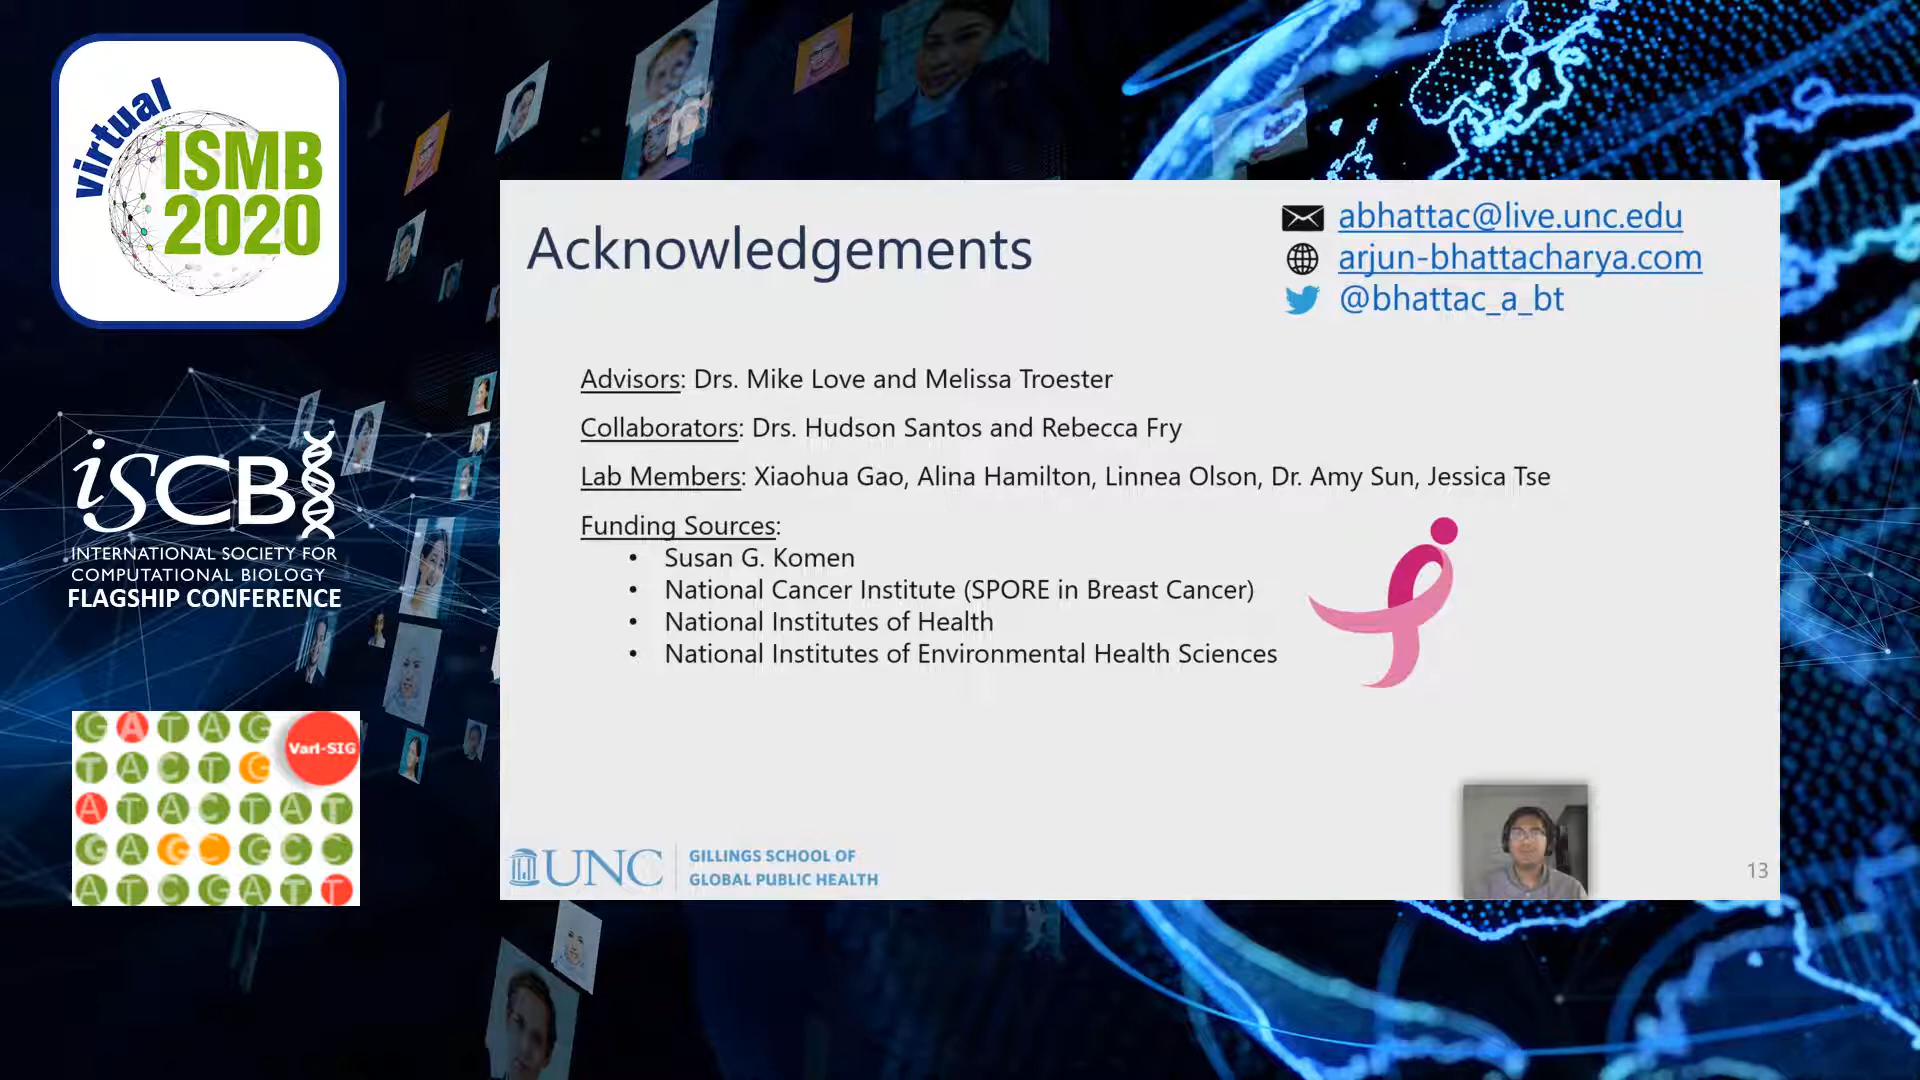 virtual
ISMB
2020
iSCB
INTERNATIONAL SOCIETY FOR
COMPUTATIONAL BIOLOGY
FLAGSHIP CONFERENCE
G A T A G
VarI-SIG
T A C T G
A T A C T A T
G A G C G C C
A T C G A T T
Acknowledgements
abhattac@live.unc.edu
arjun-bhattacharya.com
@bhattac_a_bt
Advisors: Drs. Mike Love and Melissa Troester
Collaborators: Drs. Hudson Santos and Rebecca Fry
Lab Members: Xiaohua Gao, Alina Hamilton, Linnea Olson, Dr. Amy Sun, Jessica Tse
Funding Sources:
• Susan G. Komen
• National Cancer Institute (SPORE in Breast Cancer)
• National Institutes of Health
• National Institutes of Environmental Health Sciences
UNC
GILLINGS SCHOOL OF
GLOBAL PUBLIC HEALTH
13